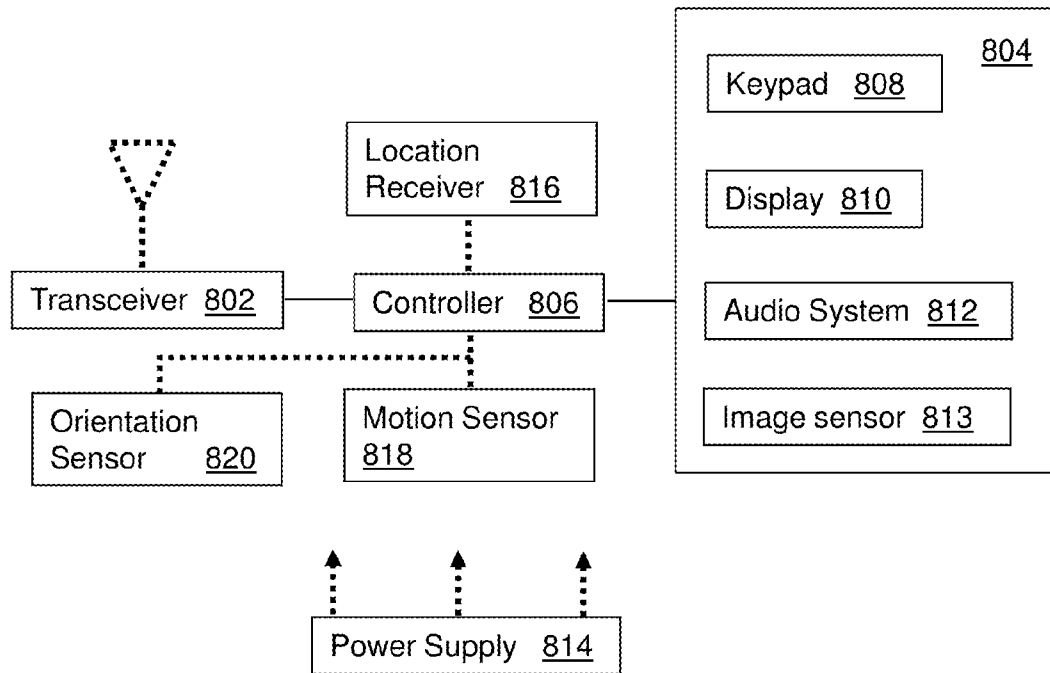 804
Keypad 808
Location
Receiver 816
Display 810
Transceiver 802
Controller 806
Audio System 812
Orientation
Sensor 820
Motion Sensor
818
Image sensor 813
Power Supply 814